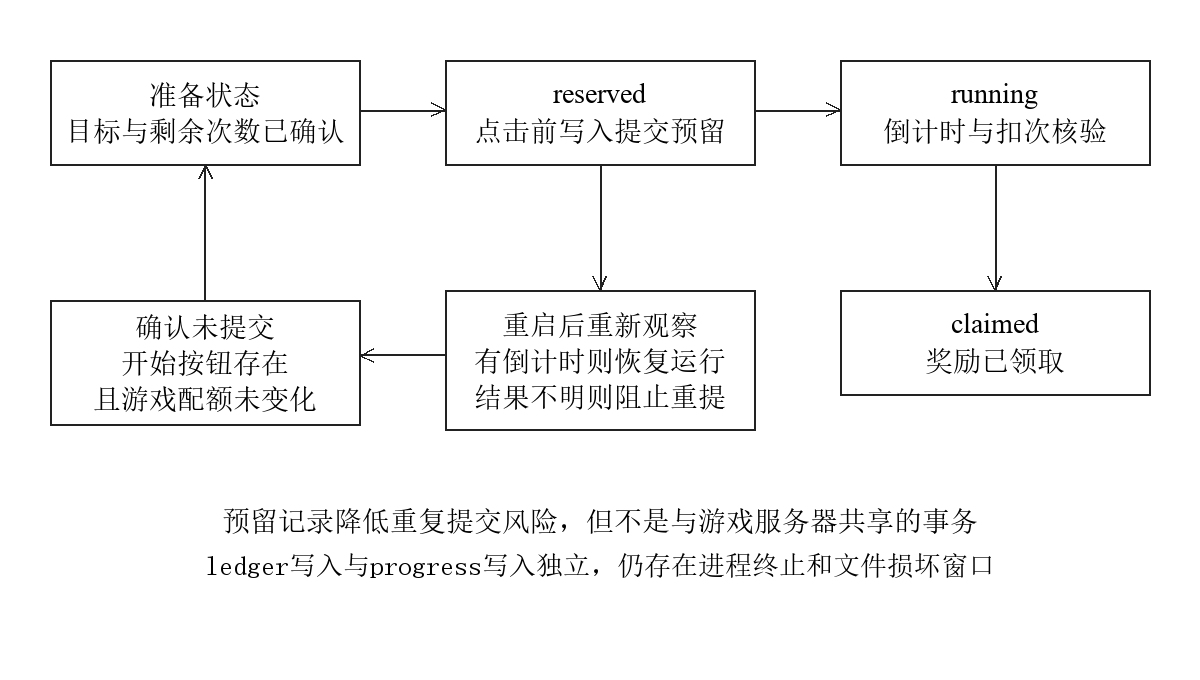 准备状态
目标与剩余次数已确认
reserved
点击前写入提交预留
running
倒计时与扣次核验
确认未提交
开始按钮存在
且游戏配额未变化
重启后重新观察
有倒计时则恢复运行
结果不明则阻止重提
claimed
奖励已领取
预留记录降低重复提交风险，但不是与游戏服务器共享的事务
ledger写入与progress写入独立，仍存在进程终止和文件损坏窗口